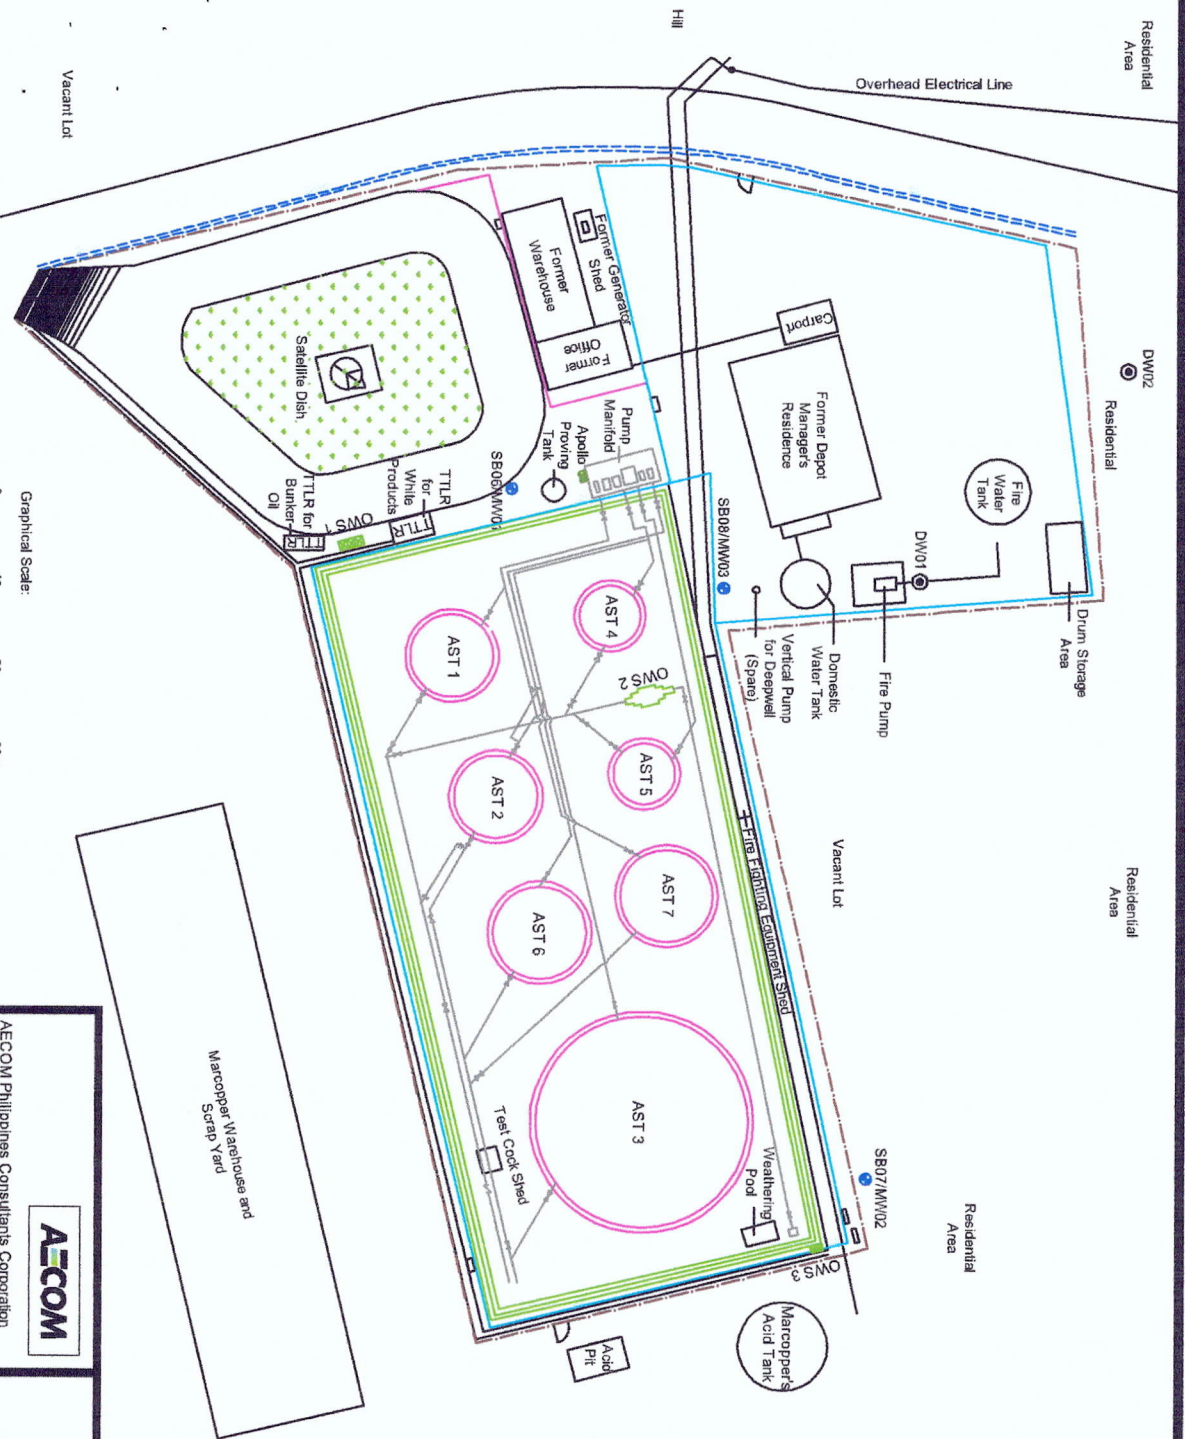 Residential
Area
Hill
Overhead Electrical Line
Vacant Lot
DW02
Residential
Former Generator
Shed
Former
Warehouse
Former
Office
Carport
Former Depot
Manager's
Residence
Fire
Water
Tank
DW01
Drum Storage
Area
Fire Pump
Domestic
Water Tank
Vertical Pump
for Deepwell
(Spare)
SB08/MW03
Pump
Manifold
Apollo
Proving
Tank
Satellite Dish
TTLR
for
White
Products
TTLR
OWS 1
TTLR for
Bunker
Oil
TTLR
AST 4
AST 1
OWS 2
AST 5
AST 2
AST 7
AST 6
AST 3
Fire Fighting Equipment Shed
Vacant Lot
Residential
Area
SB07/MW02
Residential
Area
Weathering
Pool
Test Cock Shed
OWS 3
Marcopper's
Acid Tank
Acid
Pit
Marcopper Warehouse and
Scrap Yard
Graphical Scale:
AECOM
AECOM Philippines Consultants Corporation